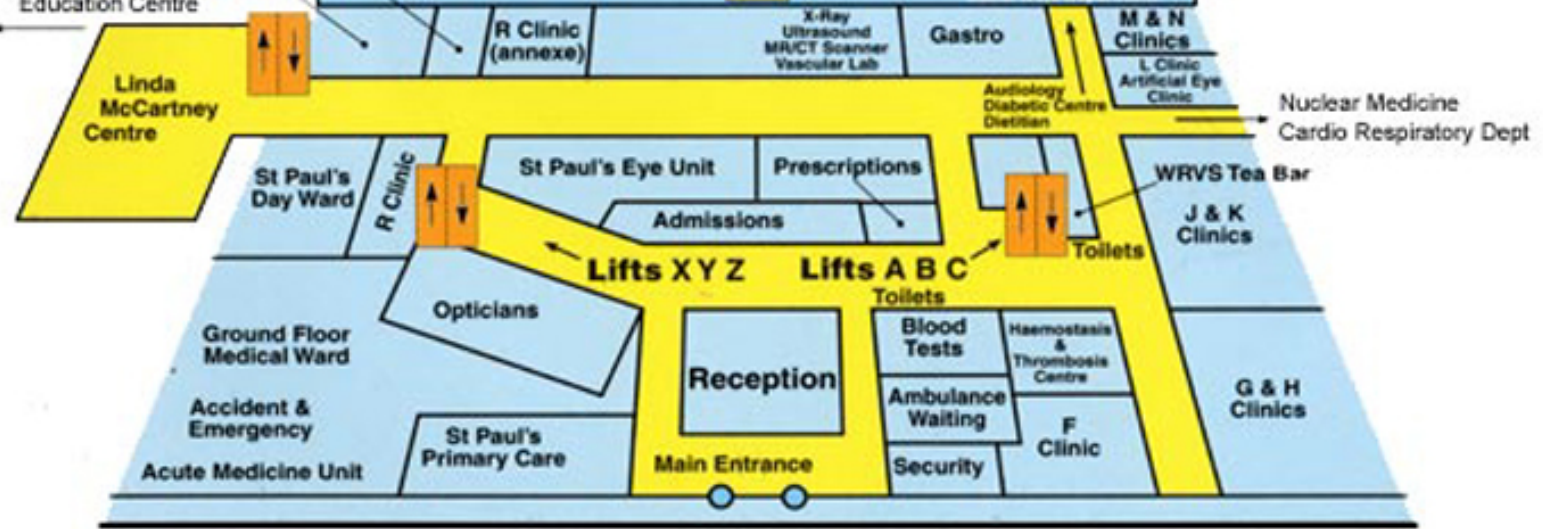 Education Centre
Linda
McCartney
Centre
R Clinic
(annexe)
X-Ray
Ultrasound
MR/CT Scanner
Vascular Lab
Gastro
M & N
Clinics
L Clinic
Artificial Eye
Clinic
Audiology
Diabetic Centre
Dietitian
Nuclear Medicine
Cardio Respiratory Dept
St Paul's
Day Ward
R Clinic
St Paul's Eye Unit
Prescriptions
Admissions
WRVS Tea Bar
J & K
Clinics
Toilets
Lifts X Y Z
Lifts A B C
Toilets
Opticians
Ground Floor
Medical Ward
Accident &
Emergency
Acute Medicine Unit
St Paul's
Primary Care
Reception
Main Entrance
Blood
Tests
Haemostasis
&
Thrombosis
Centre
Ambulance
Waiting
Security
F
Clinic
G & H
Clinics